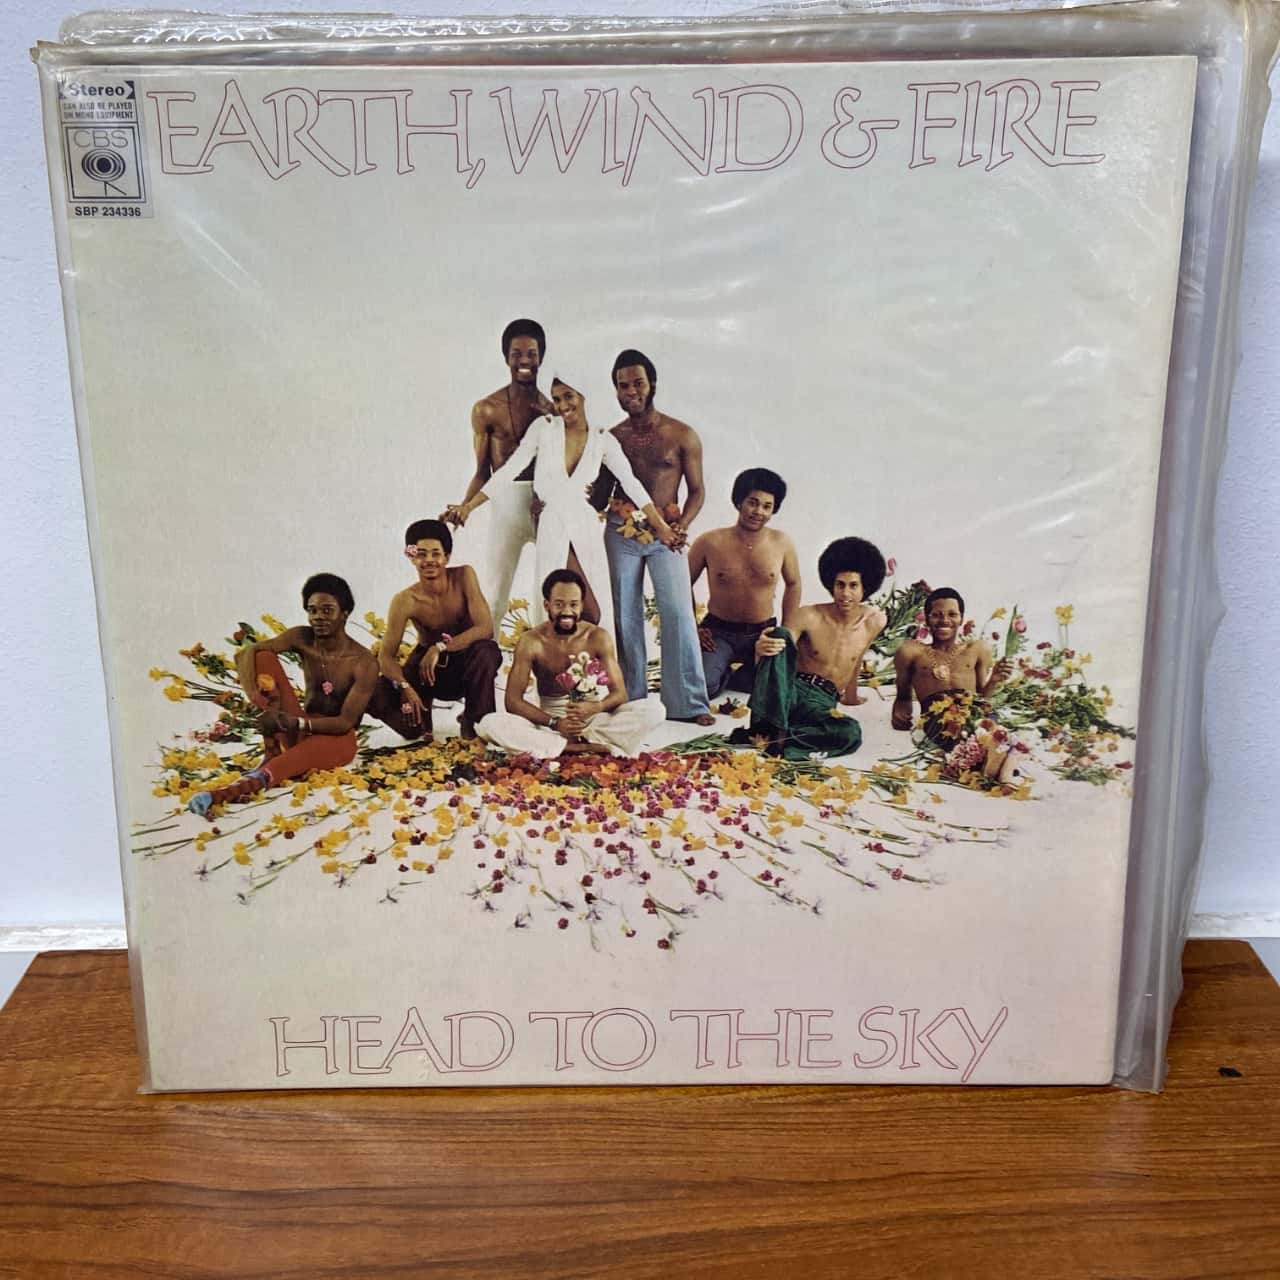 Stereo
CAN ALSO BE PLAYED
ON MONO EQUIPMENT
CBS
SBP 234336
EARTH, WIND & FIRE
HEAD TO THE SKY